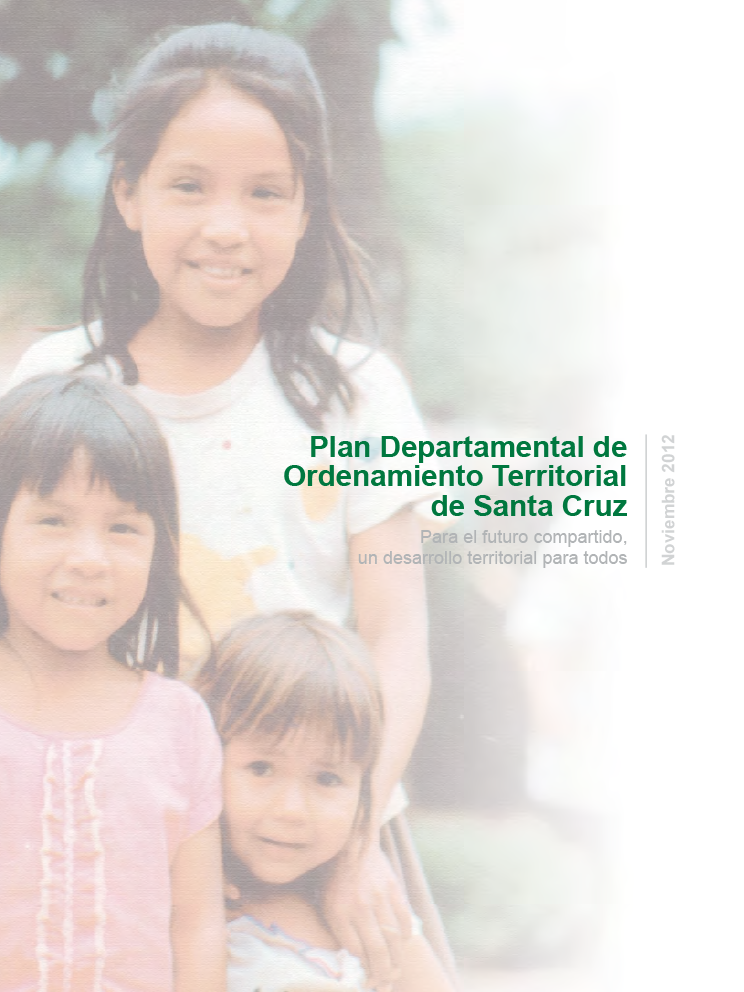 Plan Departamental de
Ordenamiento Territorial
de Santa Cruz
Para el futuro compartido,
un desarrollo territorial para todos
Noviembre 2012